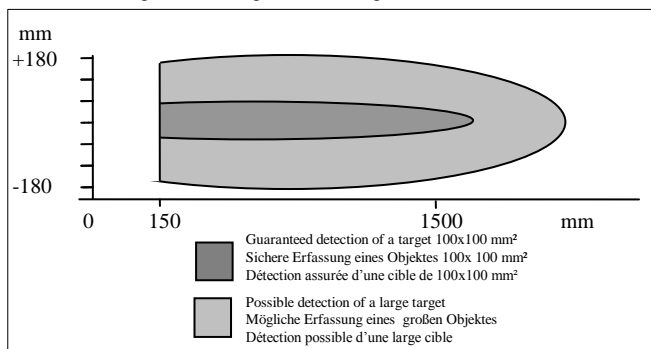 mm
+180
-180
0 150 1500 mm
Guaranteed detection of a target 100x100 mm²
Sichere Erfassung eines Objektes 100x 100 mm²
Détection assurée d’une cible de 100x100 mm²
Possible detection of a large target
Mögliche Erfassung eines großen Objektes
Détection possible d’une large cible